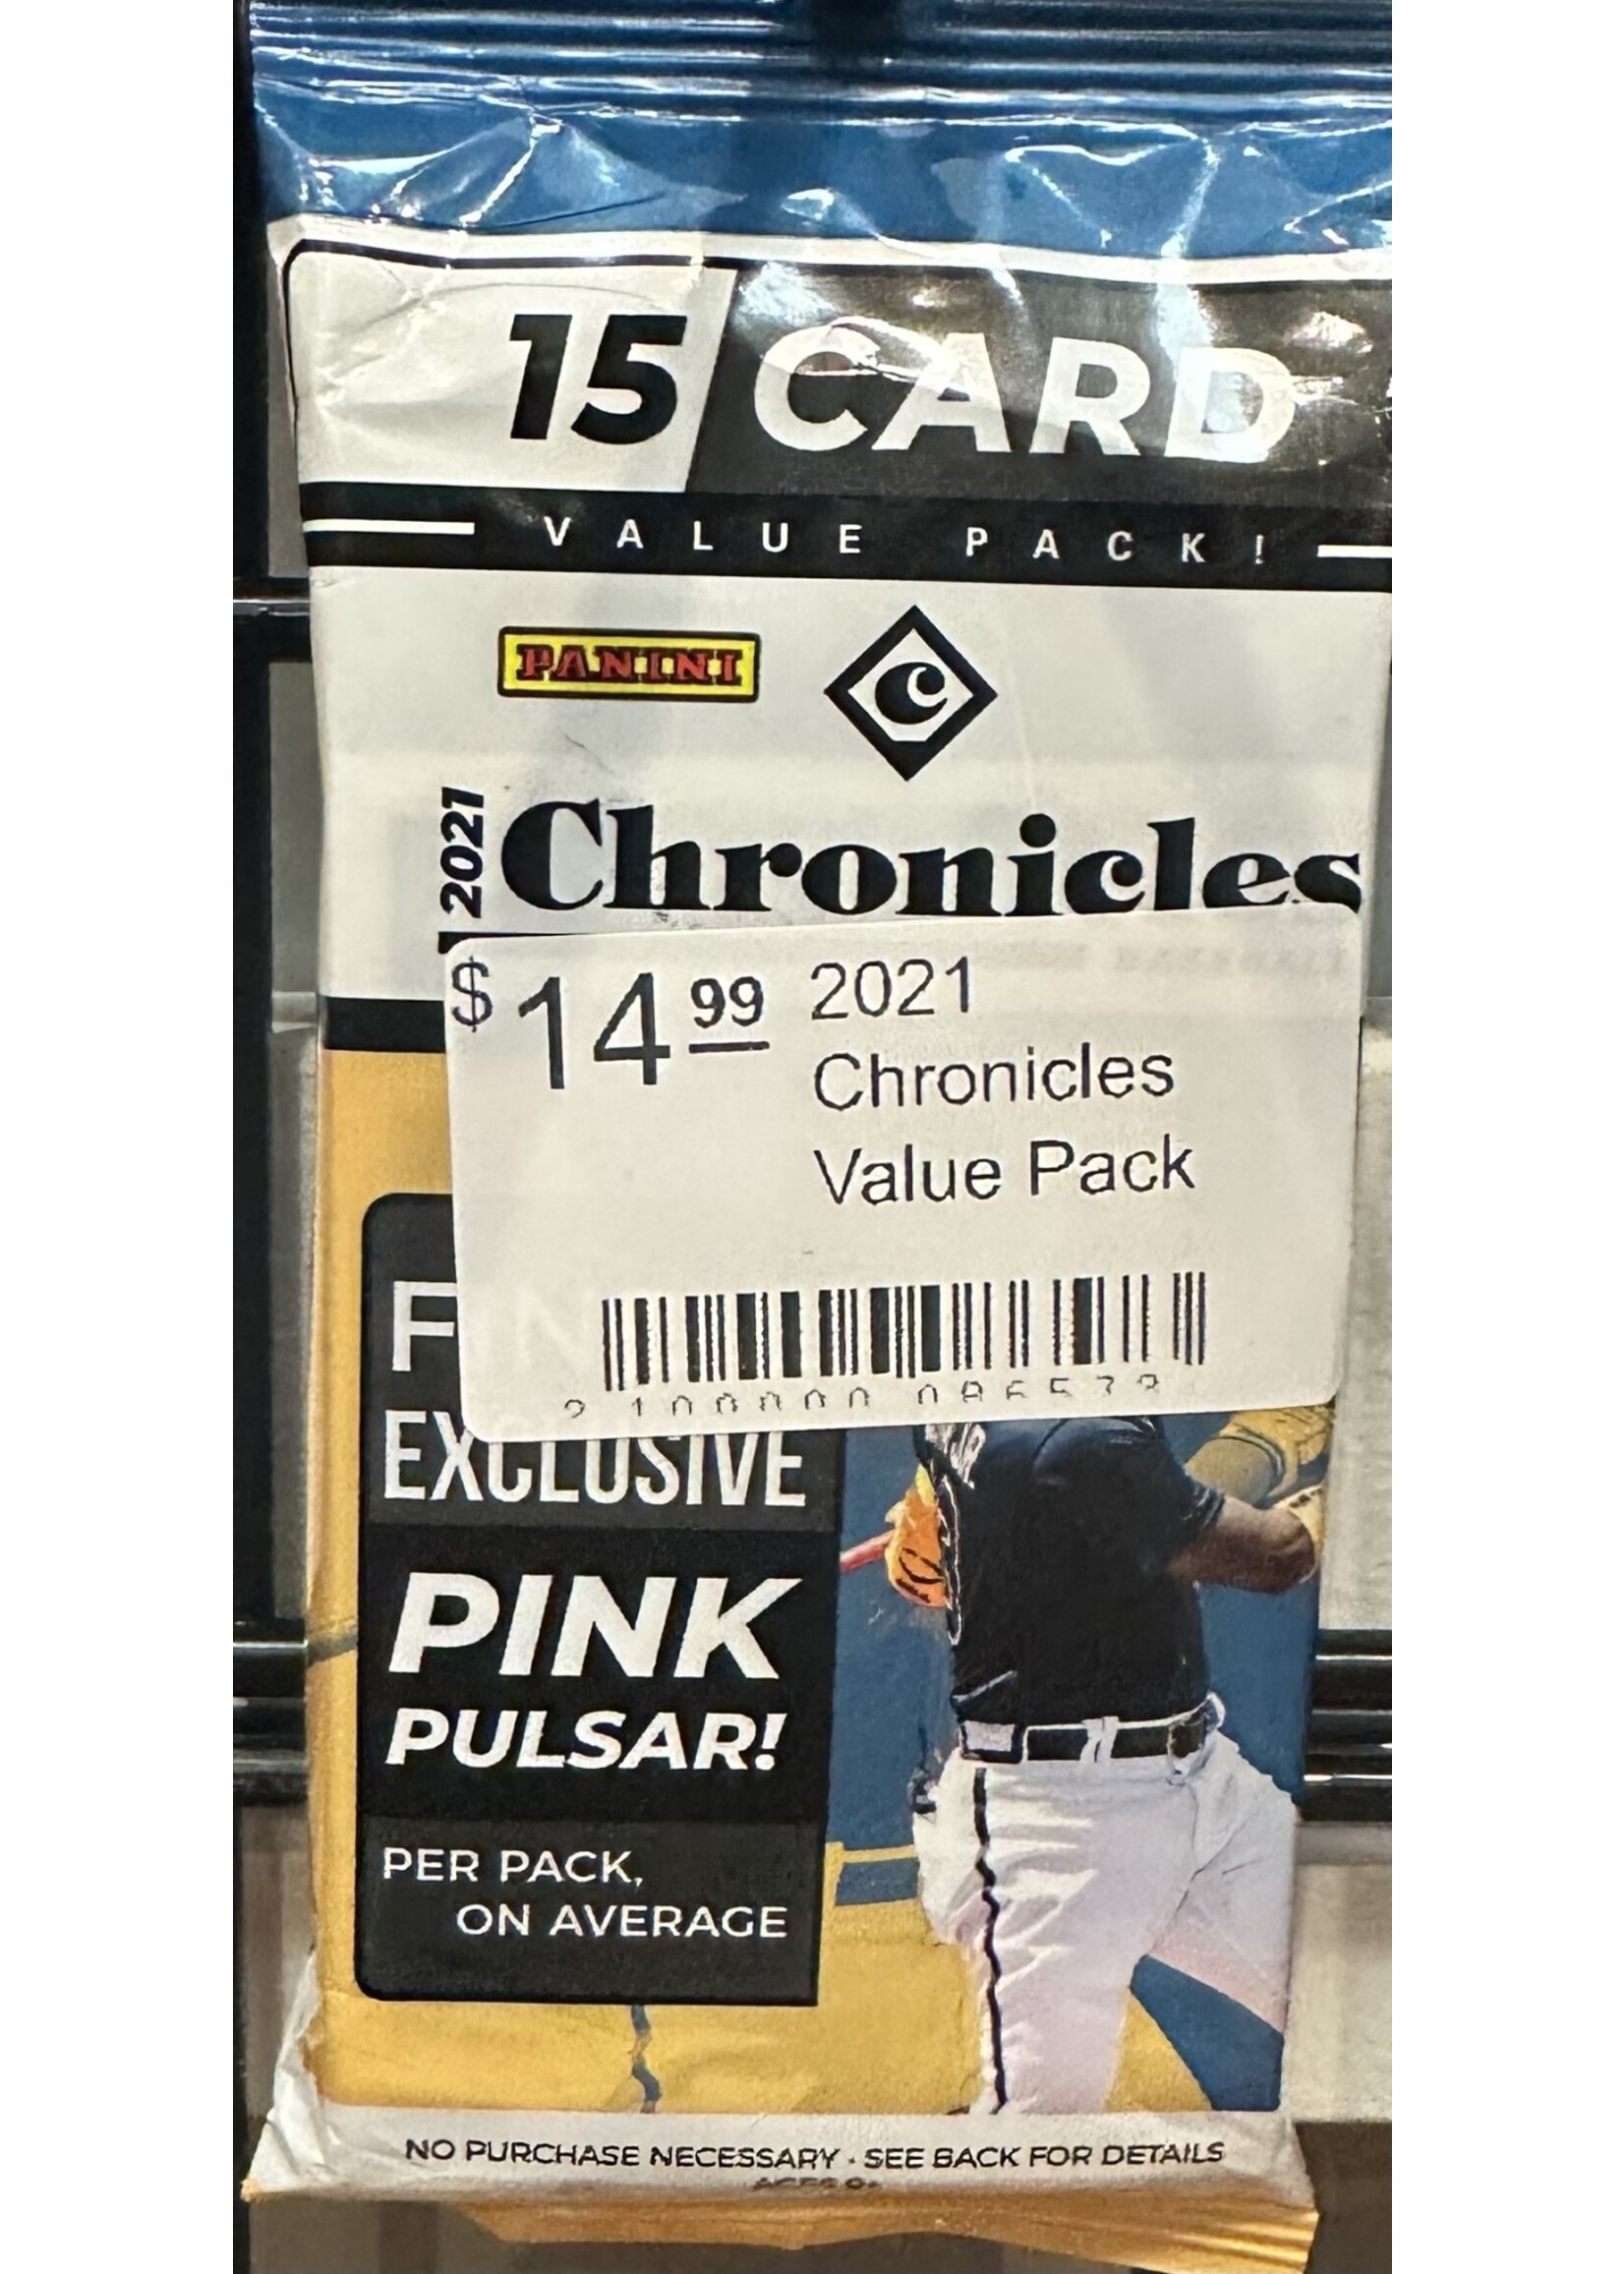 15 CARD
VALUE PACK!
PANINI
C
2021 Chronicles
$14.99 2021
Chronicles
Value Pack
EXCLUSIVE
PINK
PULSAR!
PER PACK,
ON AVERAGE
NO PURCHASE NECESSARY · SEE BACK FOR DETAILS